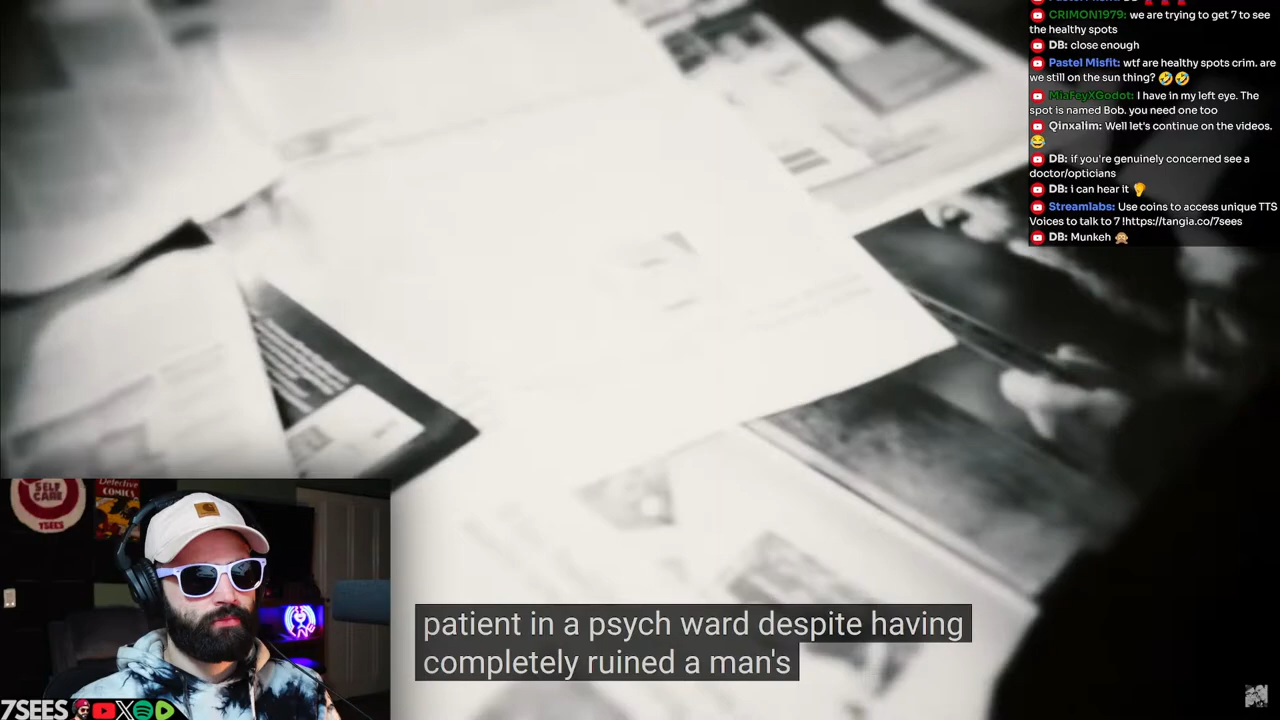 CRIMON1979: we are trying to get 7 to see
the healthy spots
DB: close enough
Pastel Misfit: wtf are healthy spots crim. are
we still on the sun thing? 🤣🤣
MiaFeyXGodot: I have in my left eye. The
spot is named Bob. you need one too
Qinxalim: Well let's continue on the videos.
😂
DB: if you're genuinely concerned see a
doctor/opticians
DB: i can hear it
Streamlabs: Use coins to access unique TTS
Voices to talk to 7 !https://tangia.co/7sees
DB: Munkeh 🙊
SELF
CARE
7SEES
Detective
COMICS
patient in a psych ward despite having
completely ruined a man's
7SEES